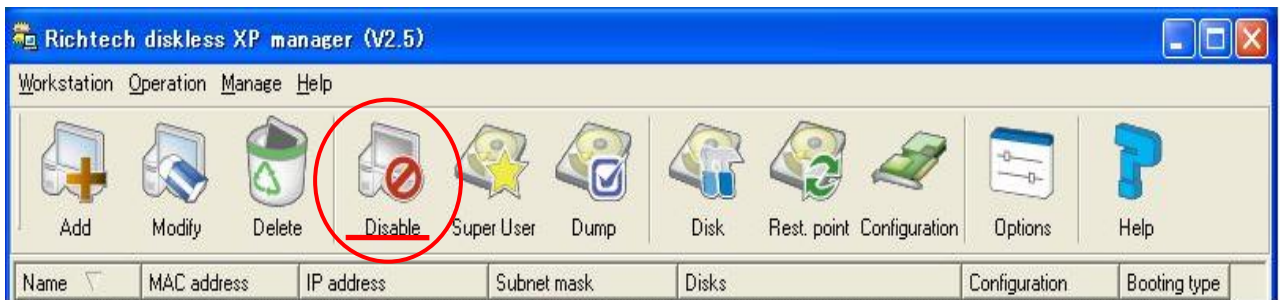 Richtech diskless XP manager (V2.5)
Workstation Operation Manage Help
Add Modify Delete Disable Super User Dump Disk Rest. point Configuration Options Help
Name MAC address IP address Subnet mask Disks Configuration Booting type